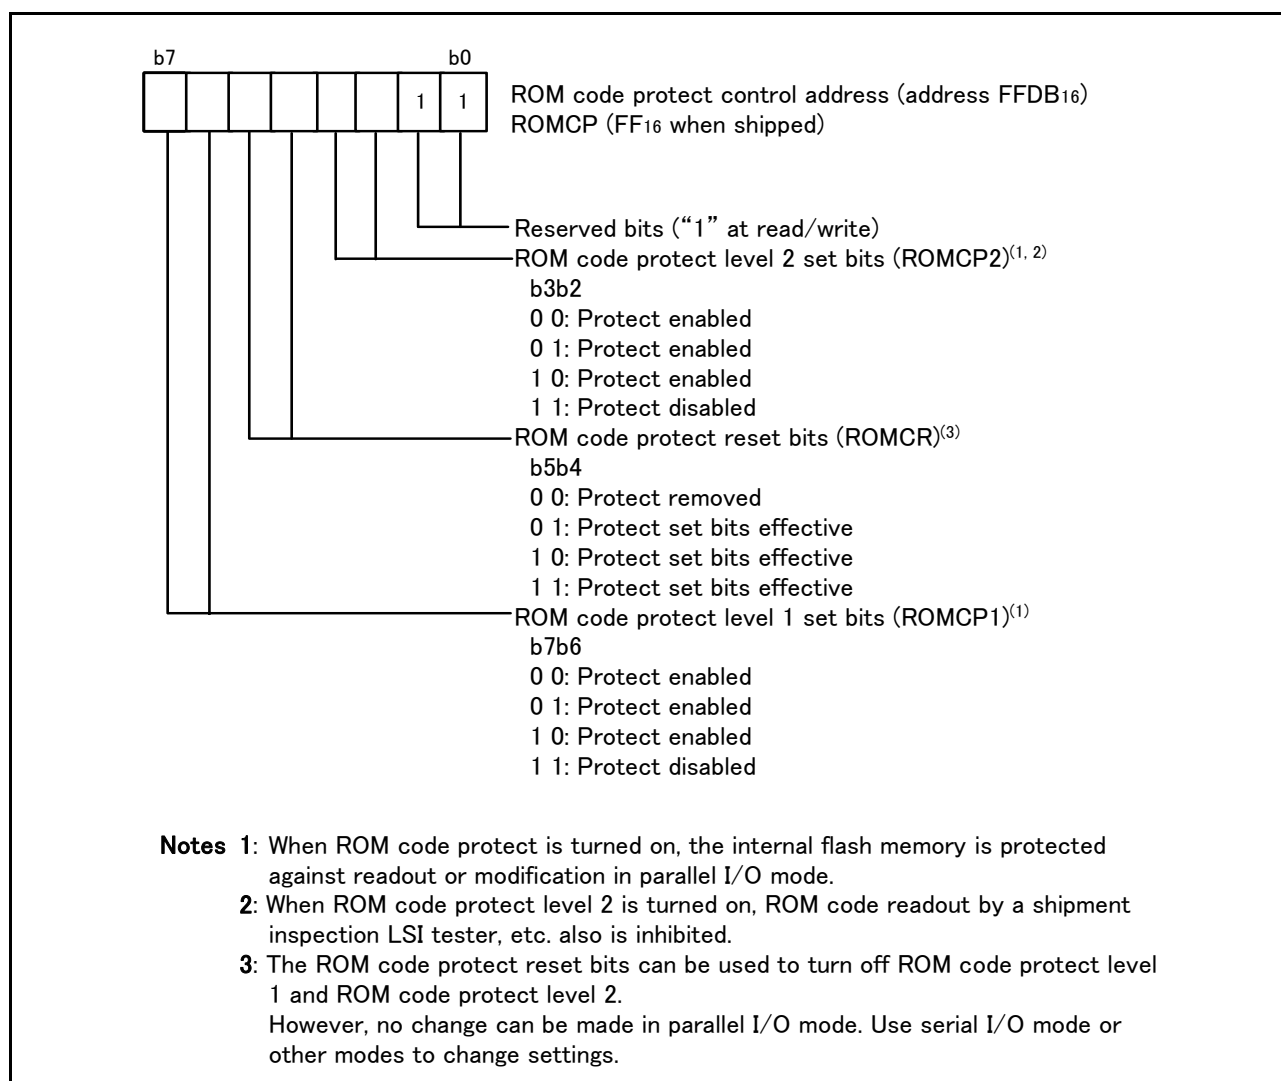 b7 b0
1 1
ROM code protect control address (address FFDB16)
ROMCP (FF16 when shipped)
Reserved bits (“1” at read/write)
ROM code protect level 2 set bits (ROMCP2)(1, 2)
b3b2
0 0: Protect enabled
0 1: Protect enabled
1 0: Protect enabled
1 1: Protect disabled
ROM code protect reset bits (ROMCR)(3)
b5b4
0 0: Protect removed
0 1: Protect set bits effective
1 0: Protect set bits effective
1 1: Protect set bits effective
ROM code protect level 1 set bits (ROMCP1)(1)
b7b6
0 0: Protect enabled
0 1: Protect enabled
1 0: Protect enabled
1 1: Protect disabled
Notes 1: When ROM code protect is turned on, the internal flash memory is protected
against readout or modification in parallel I/O mode.
2: When ROM code protect level 2 is turned on, ROM code readout by a shipment
inspection LSI tester, etc. also is inhibited.
3: The ROM code protect reset bits can be used to turn off ROM code protect level
1 and ROM code protect level 2.
However, no change can be made in parallel I/O mode. Use serial I/O mode or
other modes to change settings.